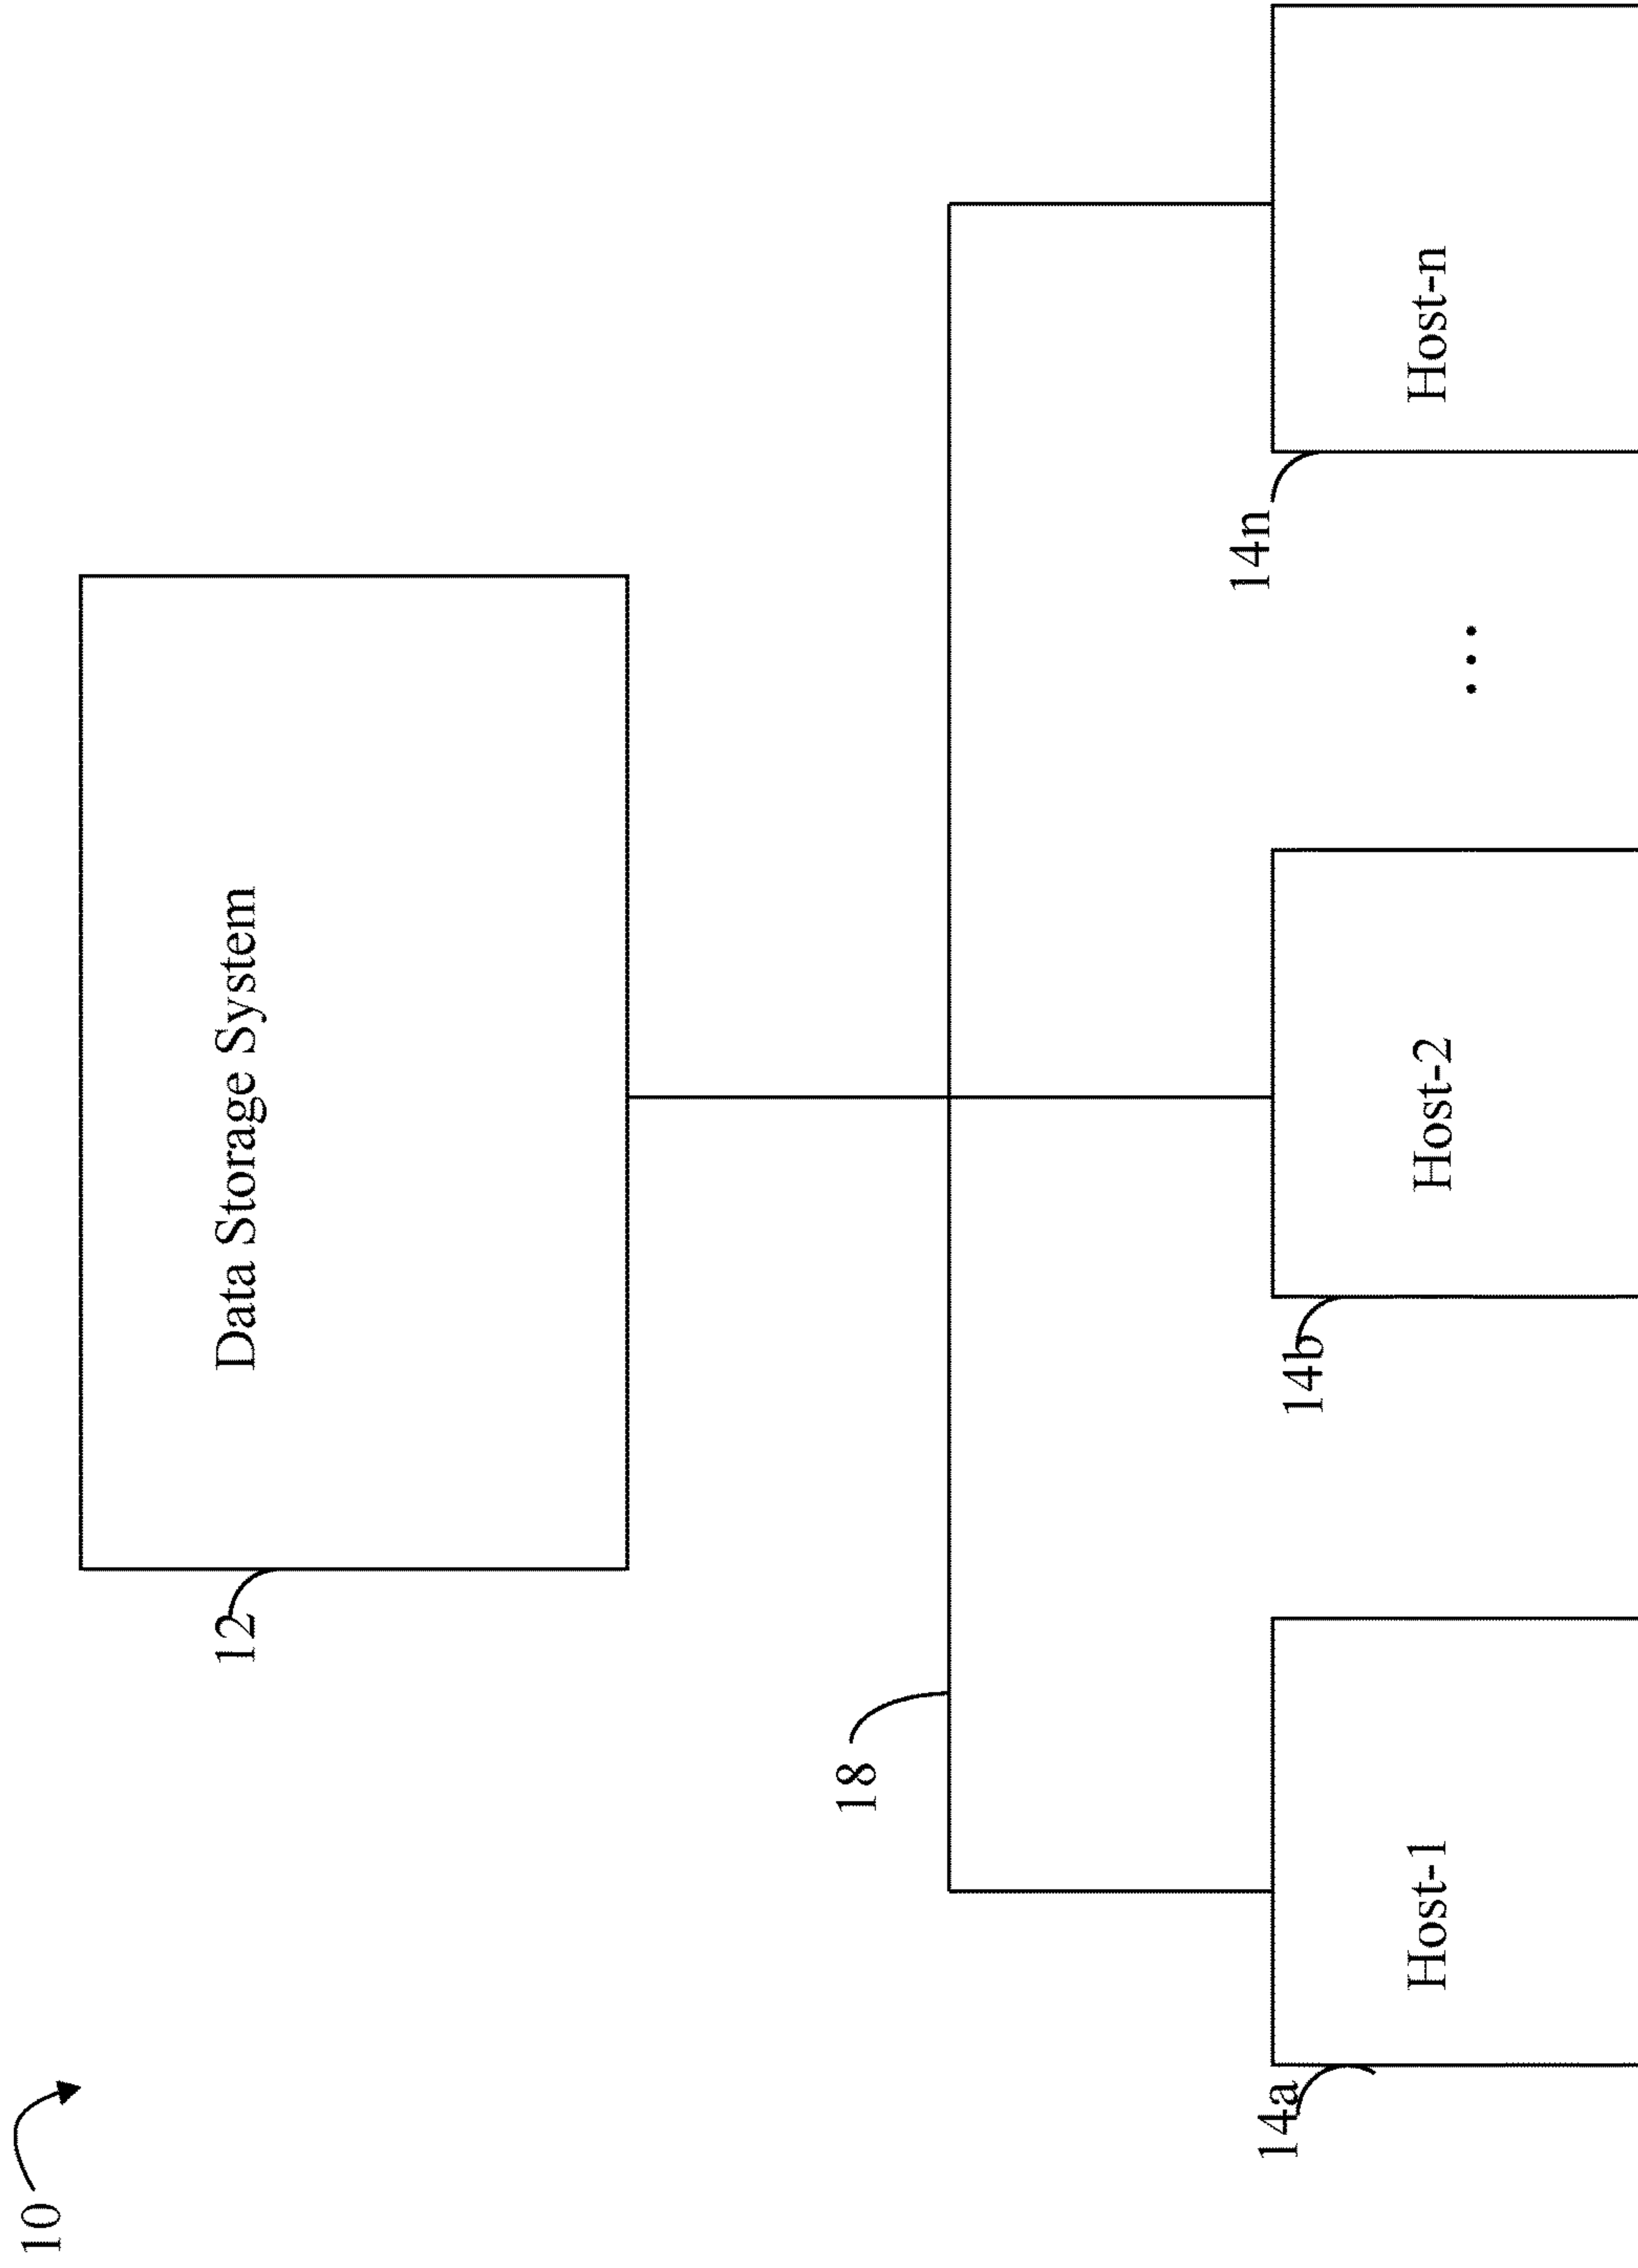 10
12
Data Storage System
18
14a
Host-1
14b
Host-2
...
14n
Host-n